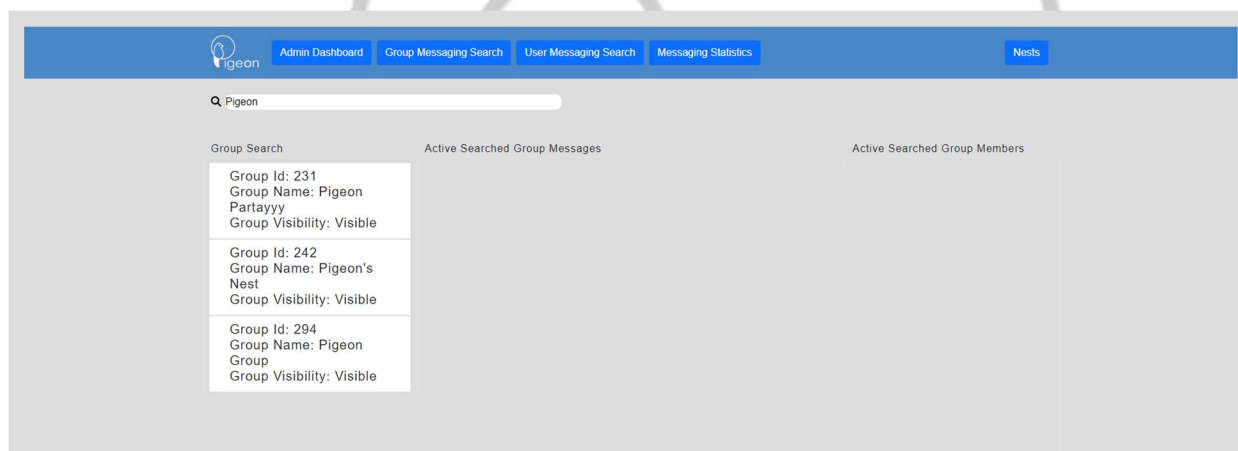 Pigeon
Admin Dashboard Group Messaging Search User Messaging Search Messaging Statistics Nests
Pigeon
Group Search Active Searched Group Messages Active Searched Group Members
Group Id: 231
Group Name: Pigeon
Partayyy
Group Visibility: Visible
Group Id: 242
Group Name: Pigeon's
Nest
Group Visibility: Visible
Group Id: 294
Group Name: Pigeon
Group
Group Visibility: Visible